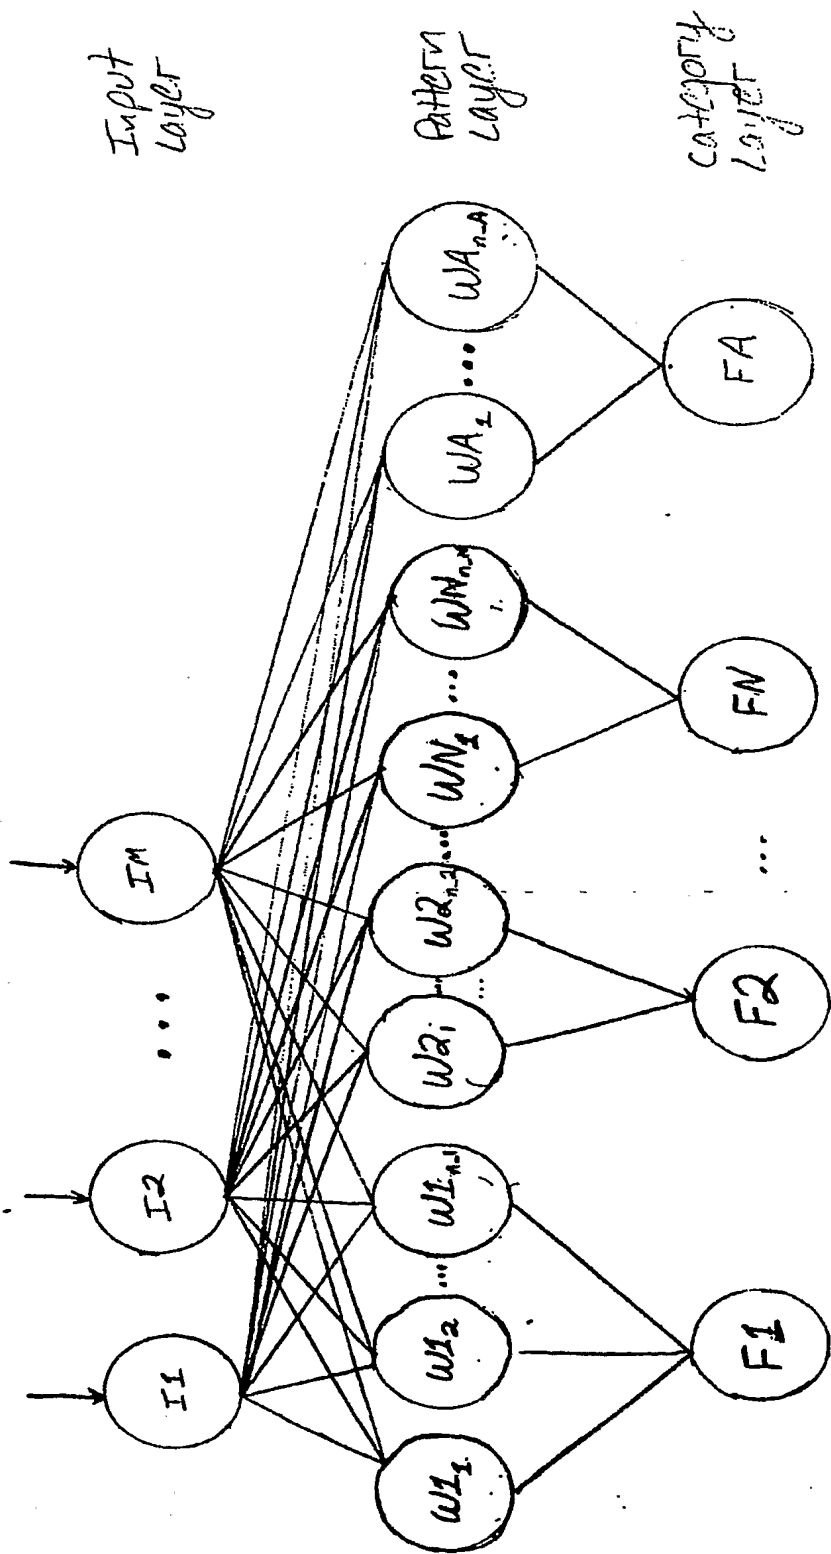 Input
Layer
I1
I2
...
IM
Pattern
Layer
W1₁
W1₂
...
W1ₙ₋₁
W2ᵢ
...
W2ₙ₋₂
...
WN₁
...
WNₙ₋ₙ
WA₁
...
WAₙ₋A
Category
Layer
F1
F2
...
FN
FA